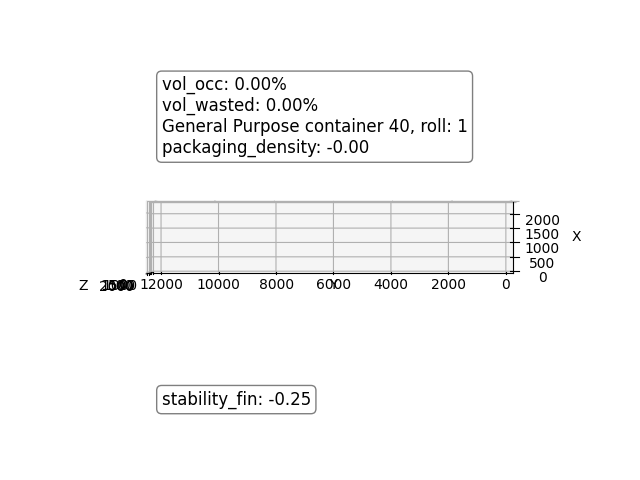 vol_occ: 0.00%
vol_wasted: 0.00%
General Purpose container 40, roll: 1
packaging_density: -0.00
2000
1500
1000
500
0
X
Z
12000 10000 8000 6000 4000 2000 0
Y
stability_fin: -0.25